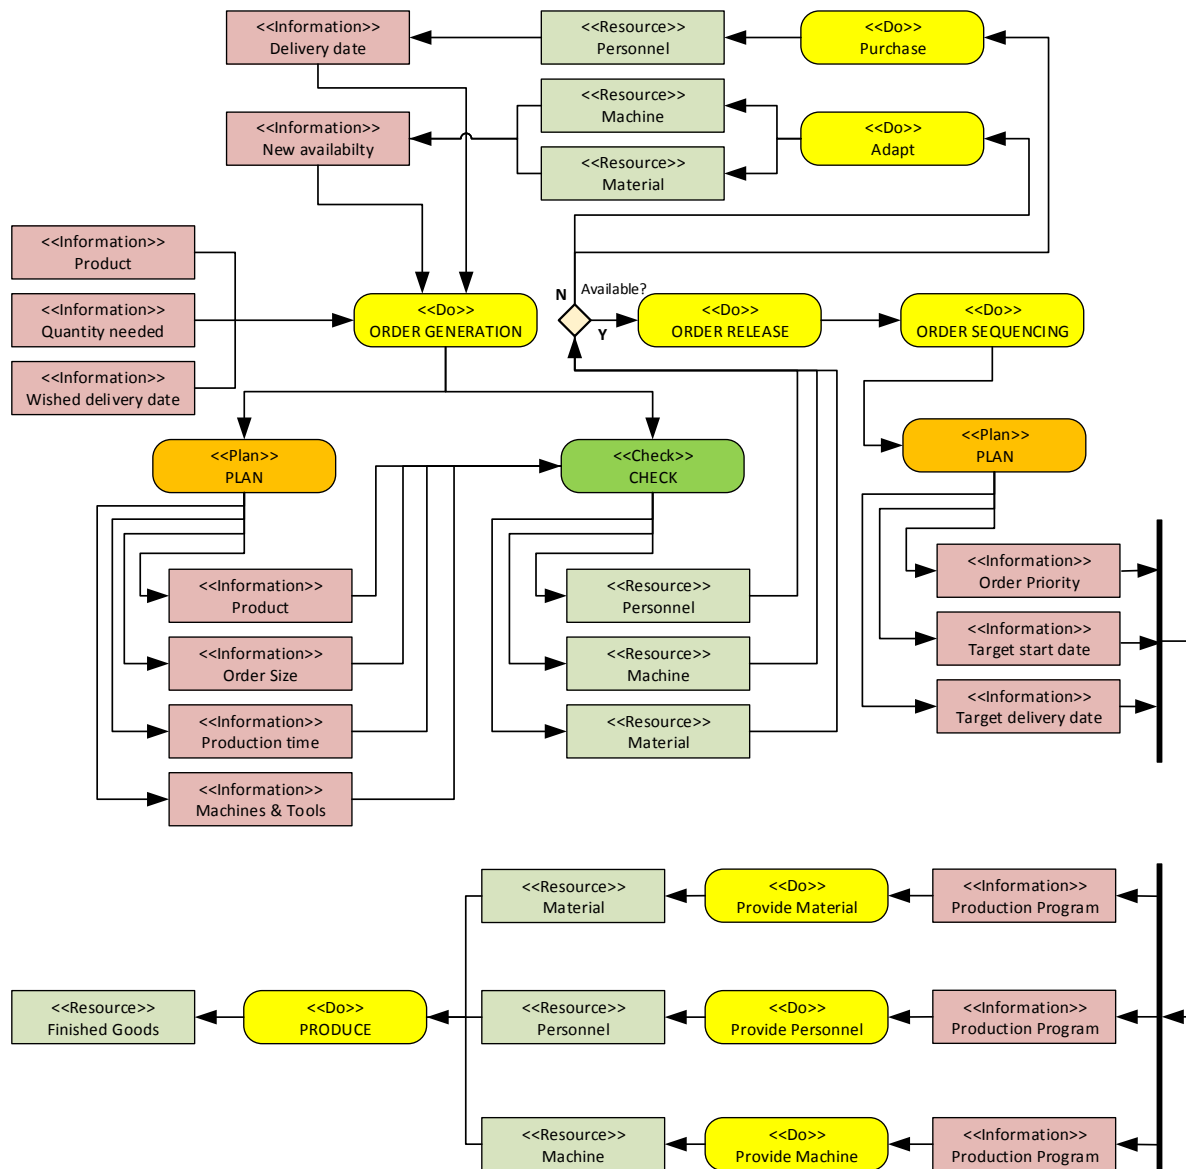 <<Information>>
Delivery date
<<Resource>>
Personnel
<<Do>>
Purchase
<<Resource>>
Machine
<<Information>>
New availabilty
<<Do>>
Adapt
<<Resource>>
Material
<<Information>>
Product
<<Information>>
Quantity needed
<<Information>>
Wished delivery date
<<Do>>
ORDER GENERATION
N
Available?
Y
<<Do>>
ORDER RELEASE
<<Do>>
ORDER SEQUENCING
<<Plan>>
PLAN
<<Check>>
CHECK
<<Plan>>
PLAN
<<Information>>
Product
<<Information>>
Order Size
<<Information>>
Production time
<<Information>>
Machines & Tools
<<Resource>>
Personnel
<<Resource>>
Machine
<<Resource>>
Material
<<Information>>
Order Priority
<<Information>>
Target start date
<<Information>>
Target delivery date
<<Resource>>
Material
<<Do>>
Provide Material
<<Information>>
Production Program
<<Resource>>
Finished Goods
<<Do>>
PRODUCE
<<Resource>>
Personnel
<<Do>>
Provide Personnel
<<Information>>
Production Program
<<Resource>>
Machine
<<Do>>
Provide Machine
<<Information>>
Production Program